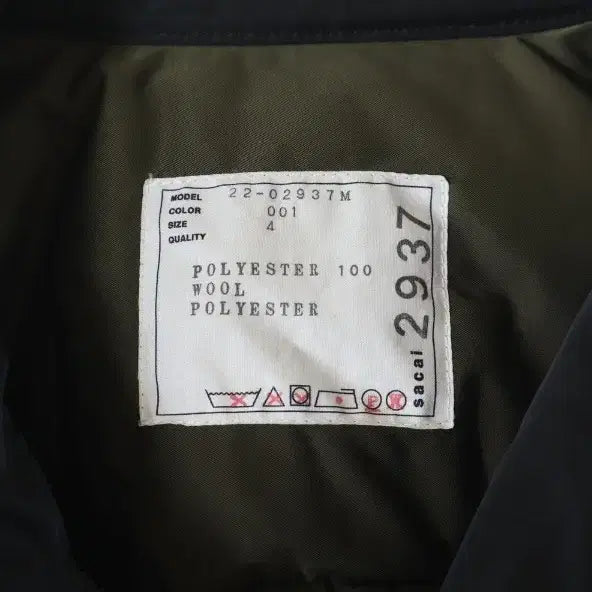 MODEL 22-02937M
COLOR 001
SIZE 4
QUALITY
POLYESTER 100
WOOL
POLYESTER
sacai 2937
P W